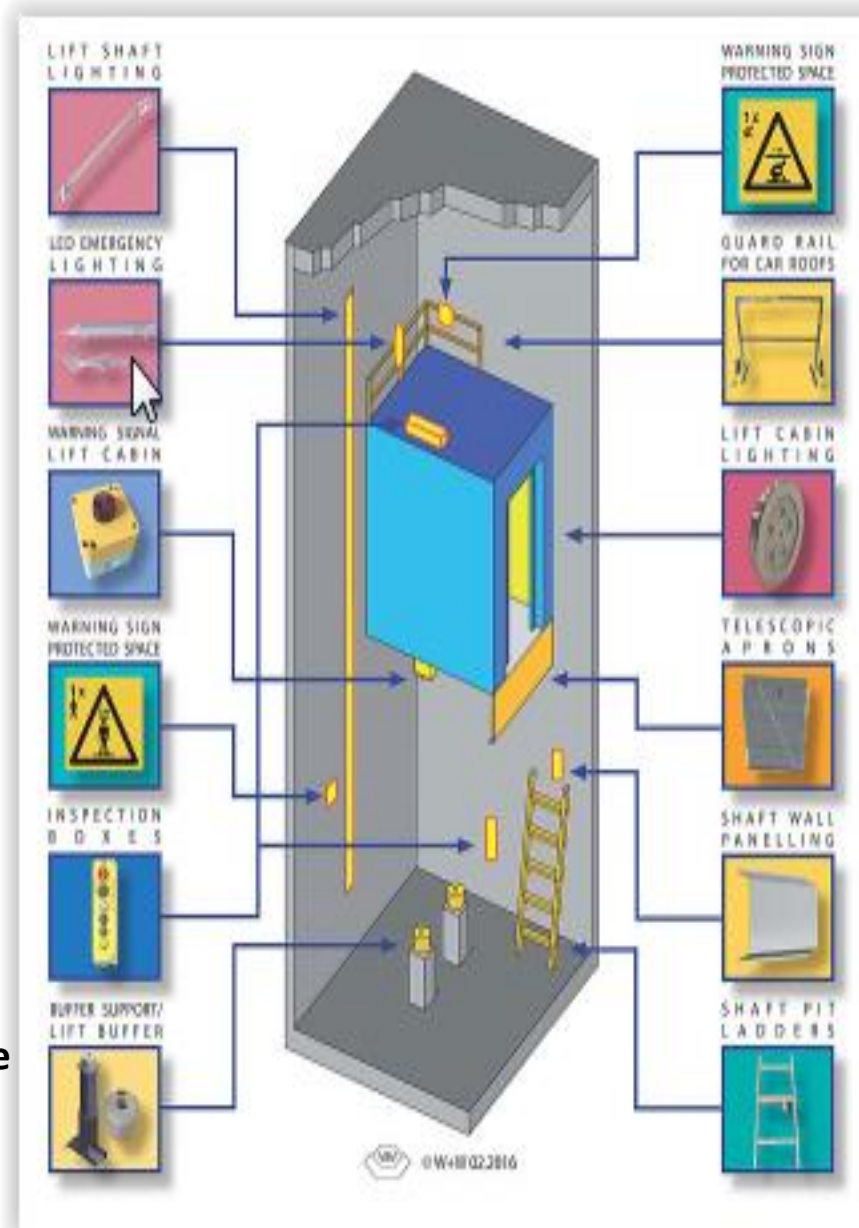 LIFT SHAFT
LIGHTING
LED EMERGENCY
LIGHTING
WARNING SIGNAL
LIFT CABIN
WARNING SIGN
PROTECTED SPACE
INSPECTION
BOXES
BUFFER SUPPORT/
LIFT BUFFER
e
WARNING SIGN
PROTECTED SPACE
GUARD RAIL
FOR CAR ROOFS
LIFT CABIN
LIGHTING
TELESCOPIC
APRONS
SHAFT WALL
PANELLING
SHAFT PIT
LADDERS
© W+W 02.2016